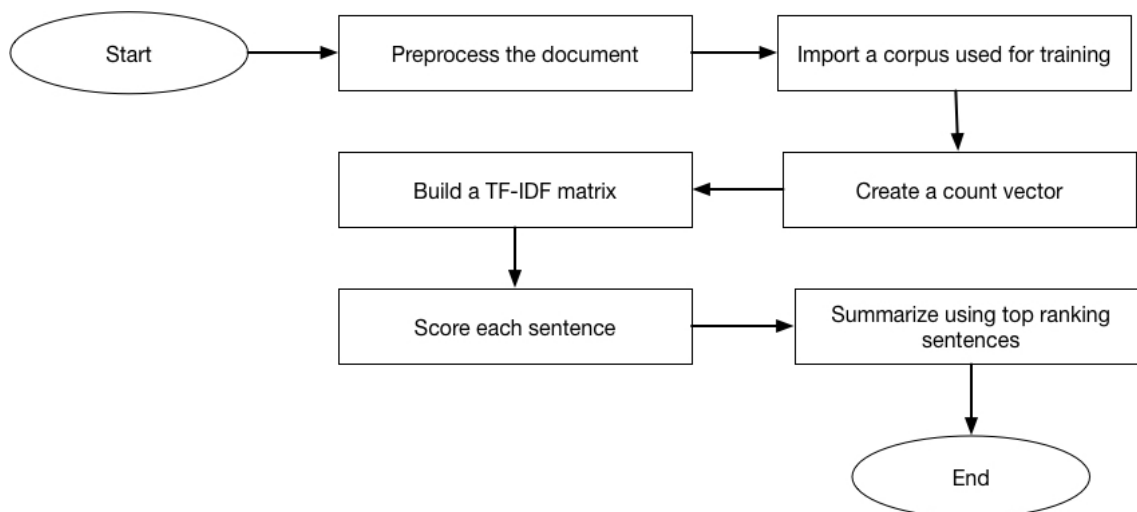 Start
Preprocess the document
Import a corpus used for training
Create a count vector
Build a TF-IDF matrix
Score each sentence
Summarize using top ranking
sentences
End